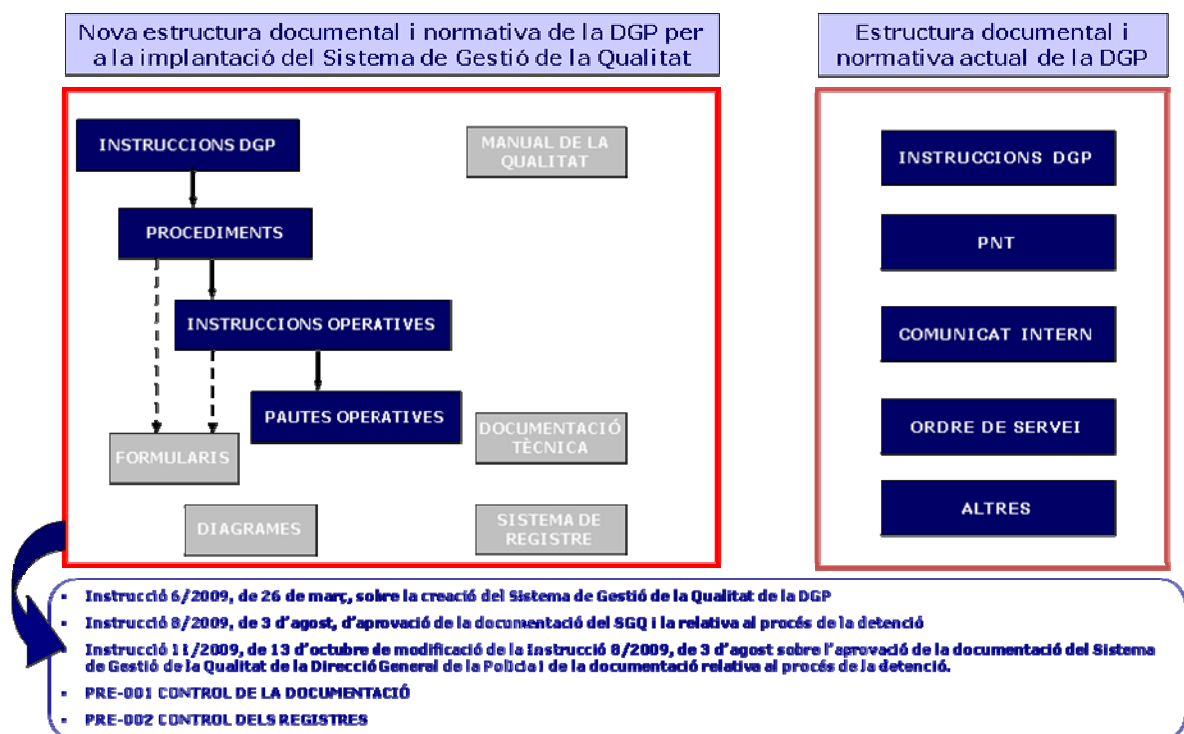 Nova estructura documental i normativa de la DGP per
a la implantació del Sistema de Gestió de la Qualitat
Estructura documental i
normativa actual de la DGP
INSTRUCCIONS DGP
MANUAL DE LA
QUALITAT
PROCEDIMENTS
INSTRUCCIONS OPERATIVES
PAUTES OPERATIVES
FORMULARIS
DOCUMENTACIÓ
TÈCNICA
DIAGRAMES
SISTEMA DE
REGISTRE
INSTRUCCIONS DGP
PNT
COMUNICAT INTERN
ORDRE DE SERVEI
ALTRES
▪ Instrucció 6/2009, de 26 de març, sobre la creació del Sistema de Gestió de la Qualitat de la DGP
▪ Instrucció 8/2009, de 3 d'agost, d'aprovació de la documentació del SGQ i la relativa al procés de la detenció
▪ Instrucció 11/2009, de 13 d'octubre de modificació de la Instrucció 8/2009, de 3 d'agost sobre l'aprovació de la documentació del Sistema
de Gestió de la Qualitat de la Direcció General de la Policia i de la documentació relativa al procés de la detenció.
▪ PRE-001 CONTROL DE LA DOCUMENTACIÓ
▪ PRE-002 CONTROL DELS REGISTRES